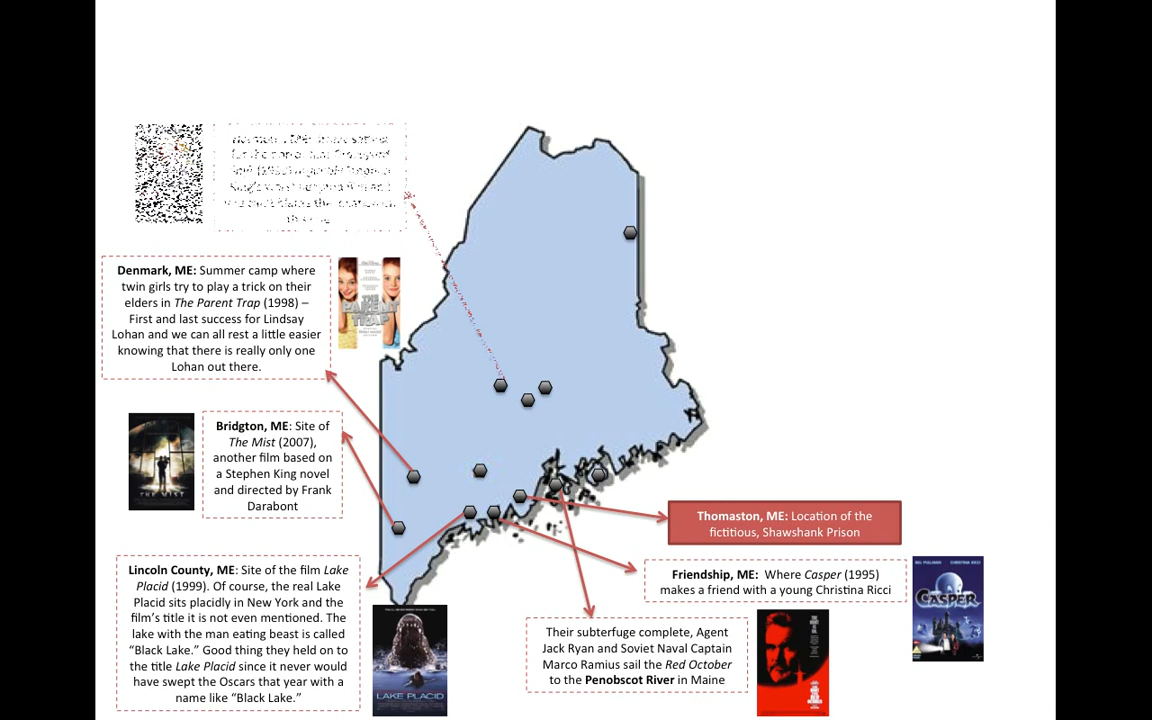 Denmark, ME: Summer camp where
twin girls try to play a trick on their
elders in The Parent Trap (1998) –
First and last success for Lindsay
Lohan and we can all rest a little easier
knowing that there is really only one
Lohan out there.
THE
PARENT
TRAP
Bridgton, ME: Site of
The Mist (2007),
another film based on
a Stephen King novel
and directed by Frank
Darabont
THE MIST
Thomaston, ME: Location of the
fictitious, Shawshank Prison
Lincoln County, ME: Site of the film Lake
Placid (1999). Of course, the real Lake
Placid sits placidly in New York and the
film's title it is not even mentioned. The
lake with the man eating beast is called
“Black Lake.” Good thing they held on to
the title Lake Placid since it never would
have swept the Oscars that year with a
name like “Black Lake.”
LAKE PLACID
Friendship, ME: Where Casper (1995)
makes a friend with a young Christina Ricci
BILL PULLMAN CHRISTINA RICCI
CASPER
Their subterfuge complete, Agent
Jack Ryan and Soviet Naval Captain
Marco Ramius sail the Red October
to the Penobscot River in Maine